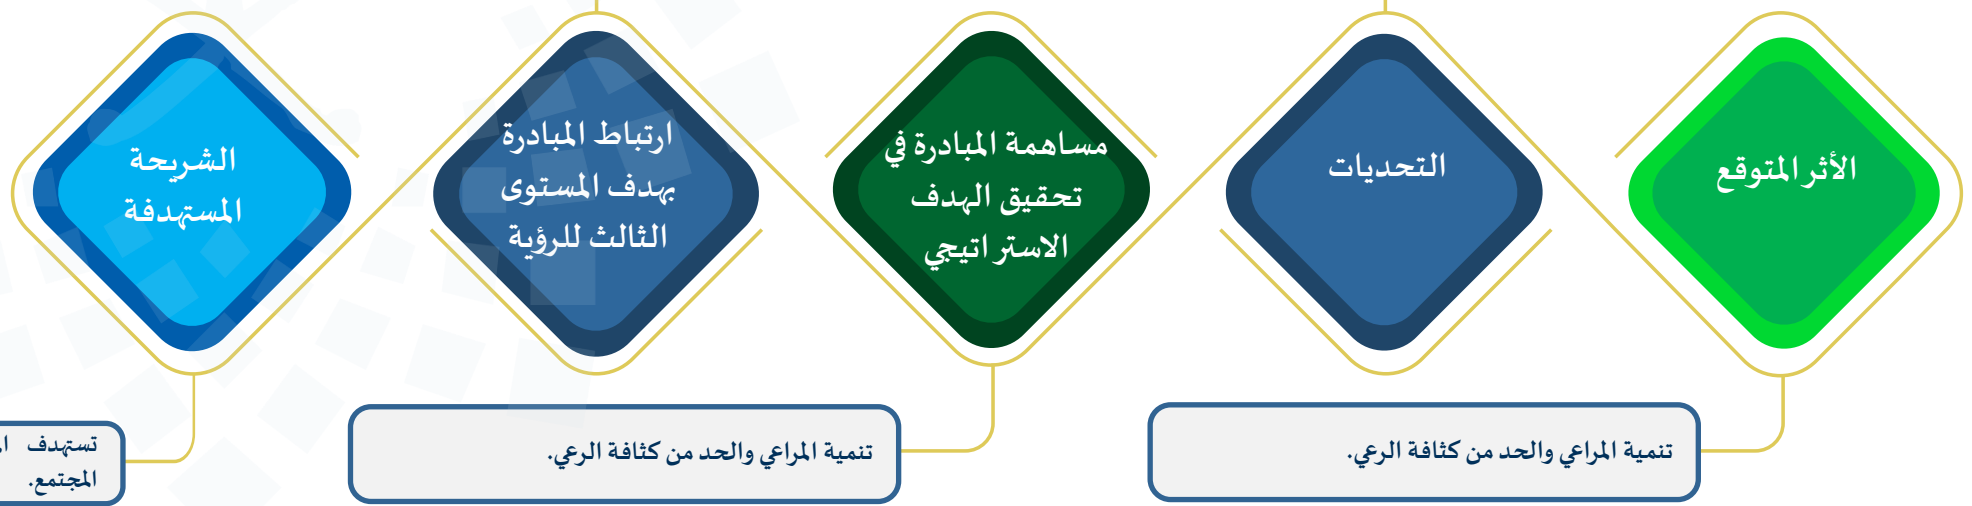 الأثر المتوقع
التحديات
مساهمة المبادرة في
تحقيق الهدف
الاستراتيجي
ارتباط المبادرة
بهدف المستوى
الثالث للرؤية
الشريحة
المستهدفة
تنمية المراعي والحد من كثافة الرعي.
تنمية المراعي والحد من كثافة الرعي.
تستهدف
المجتمع.